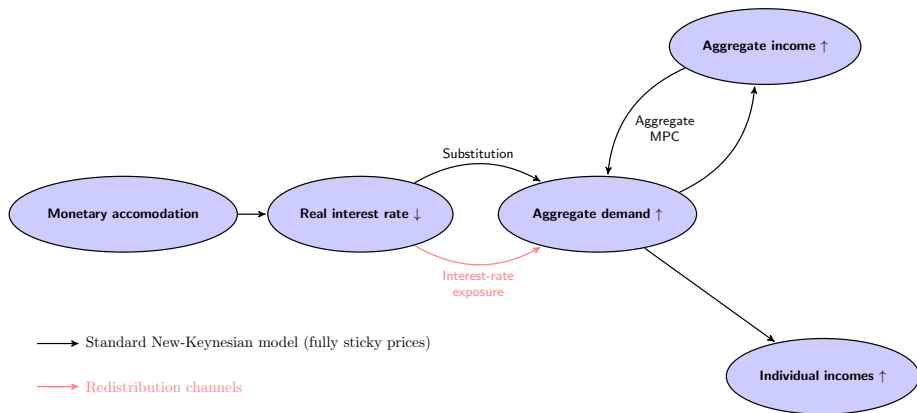 Aggregate income ↑
Aggregate
MPC
Substitution
Monetary accomodation
Real interest rate ↓
Aggregate demand ↑
Interest-rate
exposure
Standard New-Keynesian model (fully sticky prices)
Redistribution channels
Individual incomes ↑